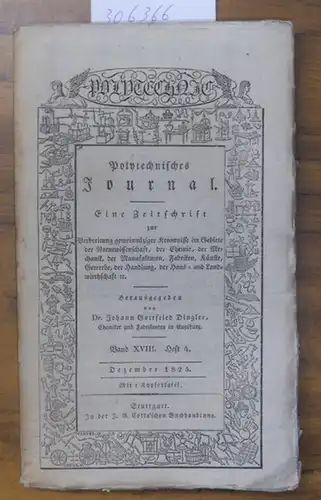 306366
POLYTECHNIC
Polytechnisches
Journal.
Eine Zeitschrift
zur
Verbreitung gemeinnüziger Kenntnisse im Gebiete
der Naturwissenschaft, der Chemie, der Me-
chanik, der Manufakturen, Fabriken, Künste,
Gewerbe, der Handlung, der Haus- und Land-
wirthschaft ec.
Herausgegeben
von
Dr. Johann Gottfried Dingler,
Chemiker und Fabrikanten in Augsburg.
Band XVIII. Heft 4.
Dezember 1825.
Mit 1 Kupfertafel.
Stuttgart.
In der J. G. Cotta'schen Buchhandlung.